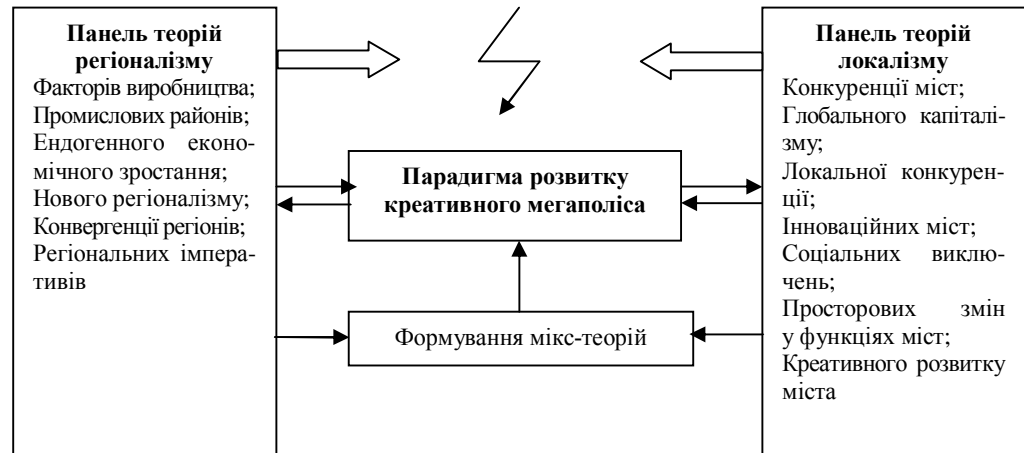 Панель теорій
регіоналізму
Факторів виробництва;
Промислових районів;
Ендогенного еконо-
мічного зростання;
Нового регіоналізму;
Конвергенції регіонів;
Регіональних імпера-
тивів
Парадигма розвитку
креативного мегаполіса
Формування мікс-теорій
Панель теорій
локалізму
Конкуренції міст;
Глобального капіталі-
зму;
Локальної конкурен-
ції;
Інноваційних міст;
Соціальних виклю-
чень;
Просторових змін
у функціях міст;
Креативного розвитку
міста